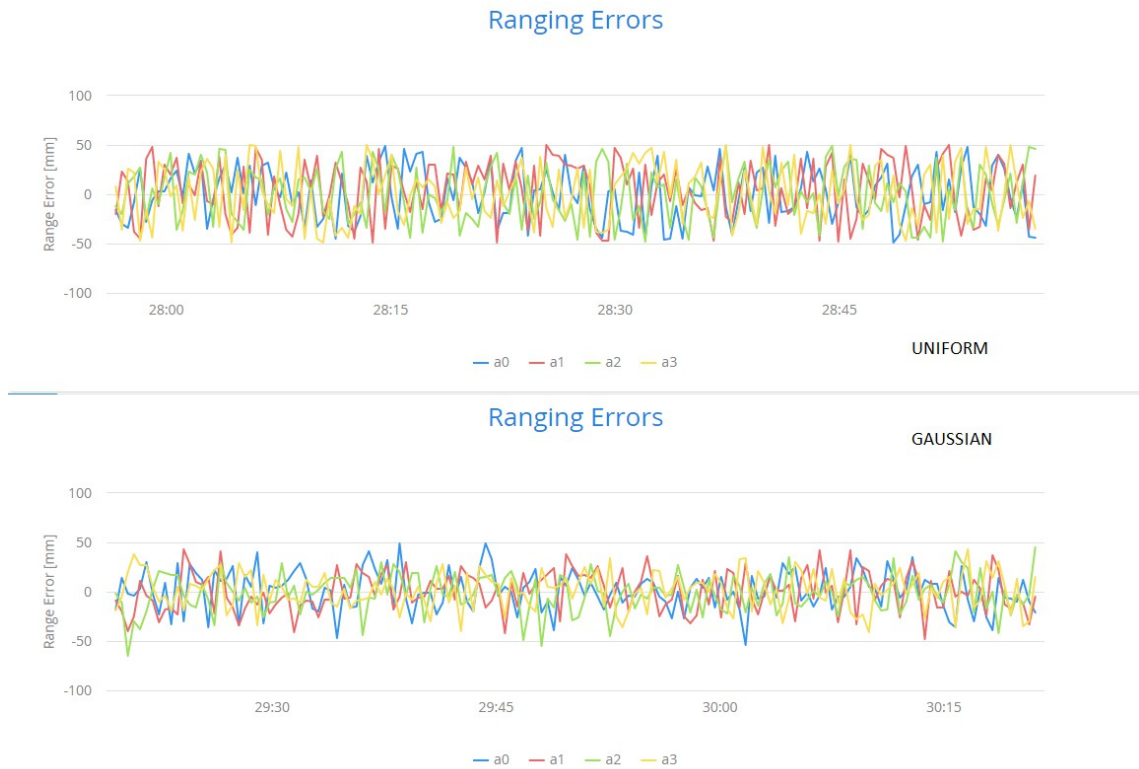 Ranging Errors
100
50
0
-50
-100
Range Error [mm]
28:00 28:15 28:30 28:45
UNIFORM
a0 a1 a2 a3
Ranging Errors
GAUSSIAN
100
50
0
-50
-100
Range Error [mm]
29:30 29:45 30:00 30:15
a0 a1 a2 a3